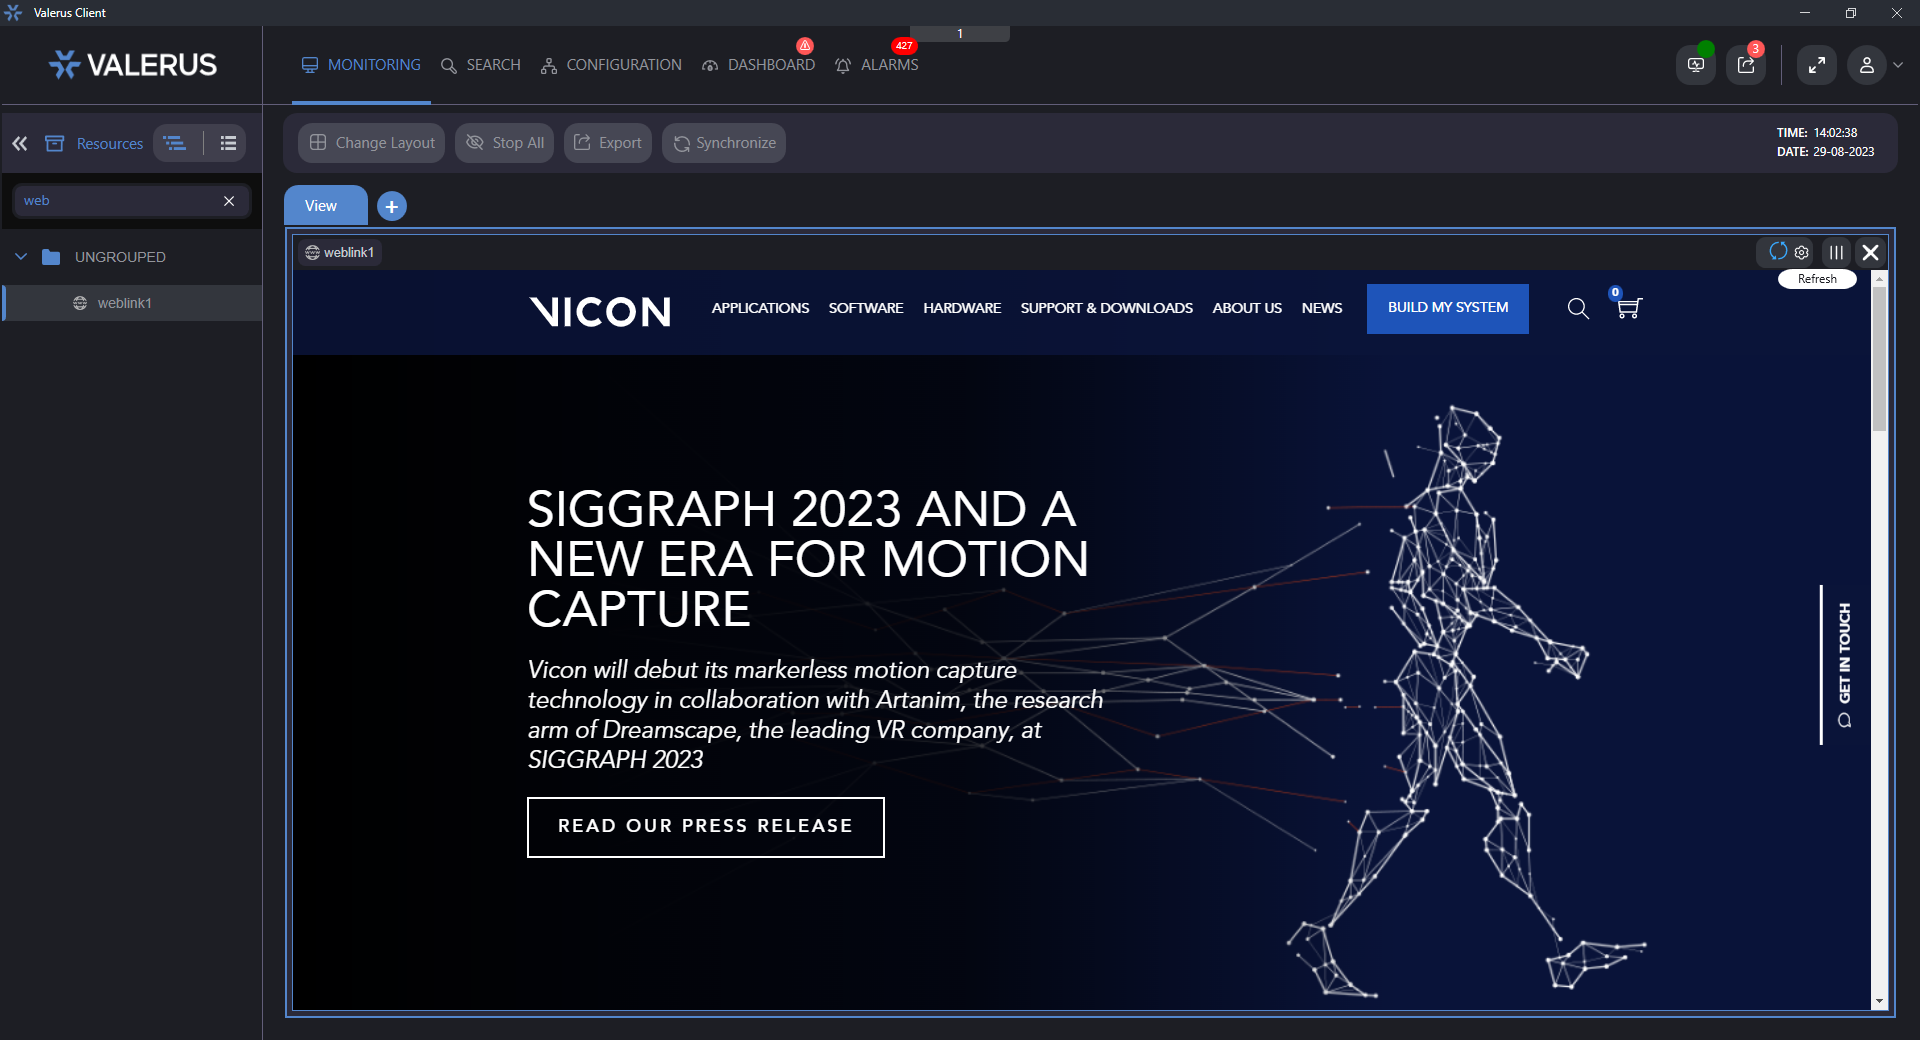 Valerus Client
1
VALERUS
MONITORING
SEARCH
CONFIGURATION
DASHBOARD
427
ALARMS
3
Resources
Change Layout
Stop All
Export
Synchronize
TIME: 14:02:38
DATE: 29-08-2023
web
View
UNGROUPED
weblink1
weblink1
Refresh
VICON
APPLICATIONS
SOFTWARE
HARDWARE
SUPPORT & DOWNLOADS
ABOUT US
NEWS
BUILD MY SYSTEM
0
SIGGRAPH 2023 AND A
NEW ERA FOR MOTION
CAPTURE
Vicon will debut its markerless motion capture
technology in collaboration with Artanim, the research
arm of Dreamscape, the leading VR company, at
SIGGRAPH 2023
READ OUR PRESS RELEASE
GET IN TOUCH